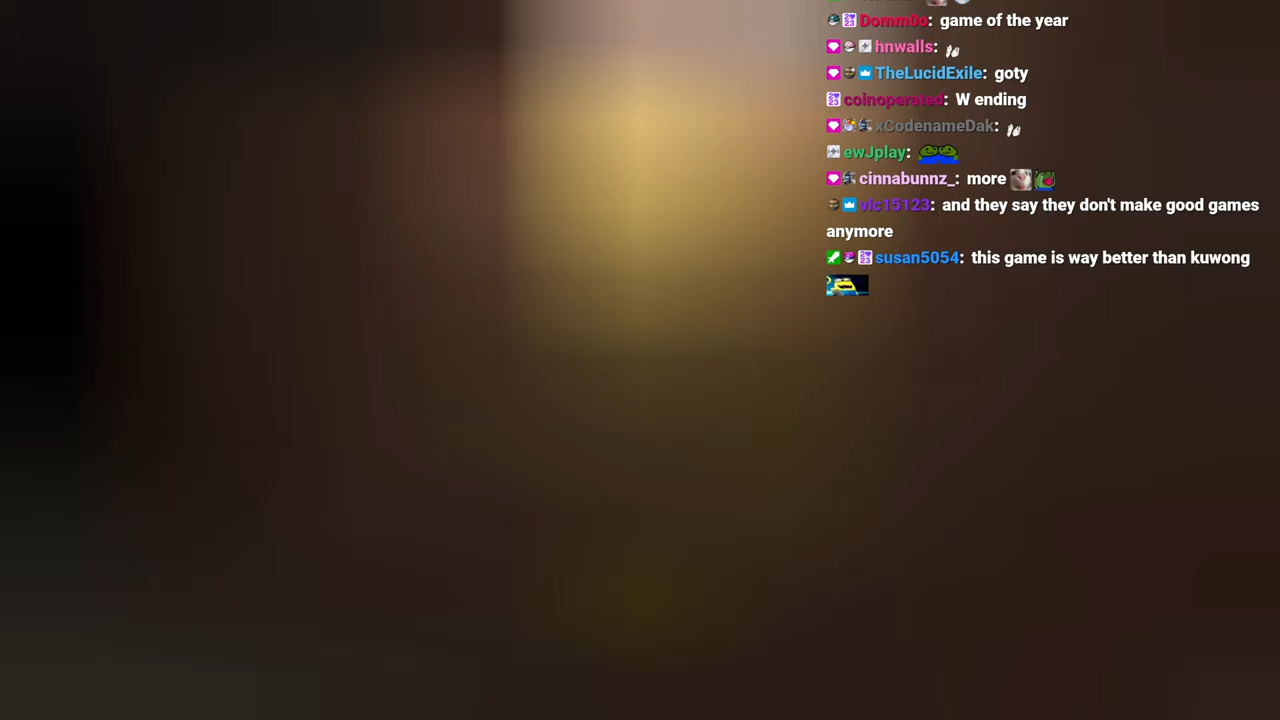 Domm0o: game of the year
hnwalls:
TheLucidExile: goty
coinoperated: W ending
xCodenameDak:
ewJplay:
cinnabunnz_: more
vlc15123: and they say they don't make good games
anymore
susan5054: this game is way better than kuwong